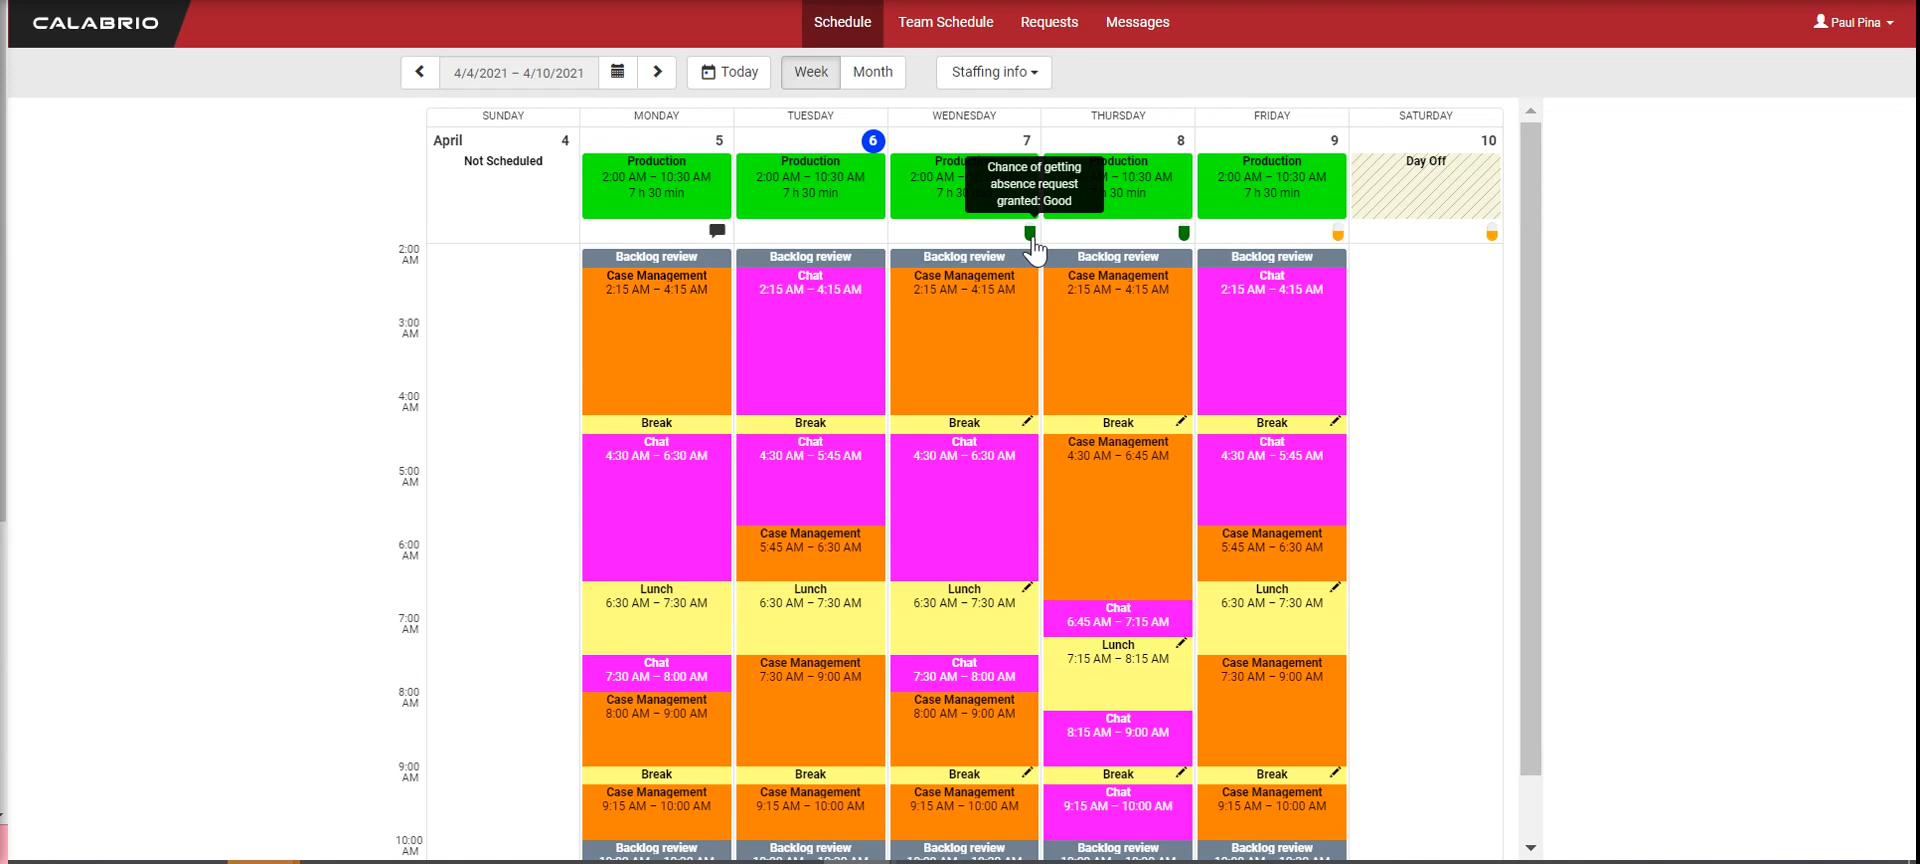 CALABRIO
Schedule
Team Schedule
Requests
Messages
Paul Pina
4/4/2021 – 4/10/2021
Today
Week
Month
Staffing info
SUNDAY
MONDAY
TUESDAY
WEDNESDAY
THURSDAY
FRIDAY
SATURDAY
April 4
5
6
7
8
9
10
Not Scheduled
Production
2:00 AM – 10:30 AM
7 h 30 min
Production
2:00 AM – 10:30 AM
7 h 30 min
Chance of getting
absence request
granted: Good
Production
2:00 AM – 10:30 AM
7 h 30 min
Day Off
2:00
AM
3:00
AM
4:00
AM
5:00
AM
6:00
AM
7:00
AM
8:00
AM
9:00
AM
10:00
AM
Backlog review
Case Management
2:15 AM – 4:15 AM
Break
Chat
4:30 AM – 6:30 AM
Lunch
6:30 AM – 7:30 AM
Chat
7:30 AM – 8:00 AM
Case Management
8:00 AM – 9:00 AM
Break
Case Management
9:15 AM – 10:00 AM
Backlog review
Backlog review
Chat
2:15 AM – 4:15 AM
Break
Chat
4:30 AM – 5:45 AM
Case Management
5:45 AM – 6:30 AM
Lunch
6:30 AM – 7:30 AM
Case Management
7:30 AM – 9:00 AM
Break
Case Management
9:15 AM – 10:00 AM
Backlog review
Backlog review
Case Management
2:15 AM – 4:15 AM
Break
Chat
4:30 AM – 6:30 AM
Lunch
6:30 AM – 7:30 AM
Chat
7:30 AM – 8:00 AM
Case Management
8:00 AM – 9:00 AM
Break
Case Management
9:15 AM – 10:00 AM
Backlog review
Backlog review
Case Management
2:15 AM – 4:15 AM
Break
Case Management
4:30 AM – 6:45 AM
Chat
6:45 AM – 7:15 AM
Lunch
7:15 AM – 8:15 AM
Chat
8:15 AM – 9:00 AM
Break
Chat
9:15 AM – 10:00 AM
Backlog review
Backlog review
Chat
2:15 AM – 4:15 AM
Break
Chat
4:30 AM – 5:45 AM
Case Management
5:45 AM – 6:30 AM
Lunch
6:30 AM – 7:30 AM
Case Management
7:30 AM – 9:00 AM
Break
Case Management
9:15 AM – 10:00 AM
Backlog review